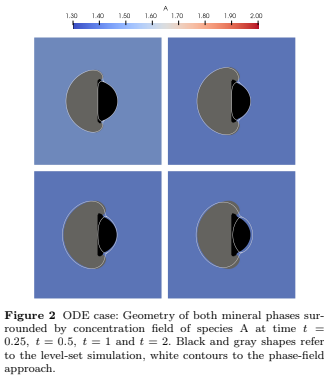 A
1.30 1.40 1.50 1.60 1.70 1.80 1.90 2.00
Figure 2 ODE case: Geometry of both mineral phases sur-
rounded by concentration field of species A at time t =
0.25, t = 0.5, t = 1 and t = 2. Black and gray shapes refer
to the level-set simulation, white contours to the phase-field
approach.